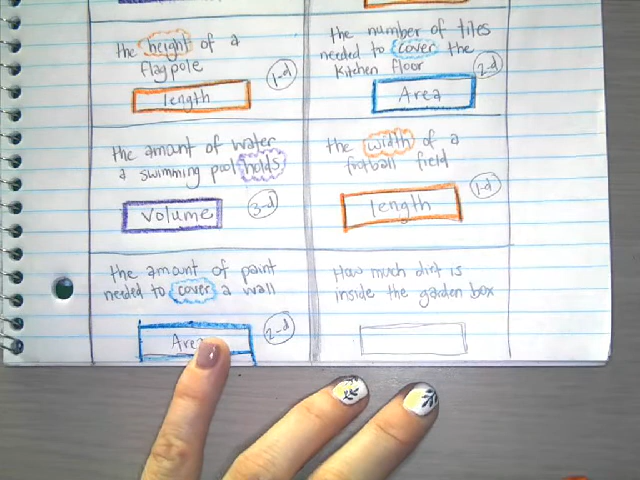 the height of a
flagpole
1-d
length
the number of tiles
needed to cover the
kitchen floor
2-d
Area
the amount of water
a swimming pool holds
3-d
Volume
the width of a
football field
1-d
length
the amount of paint
needed to cover a wall
2-d
Area
How much dirt is
inside the garden box